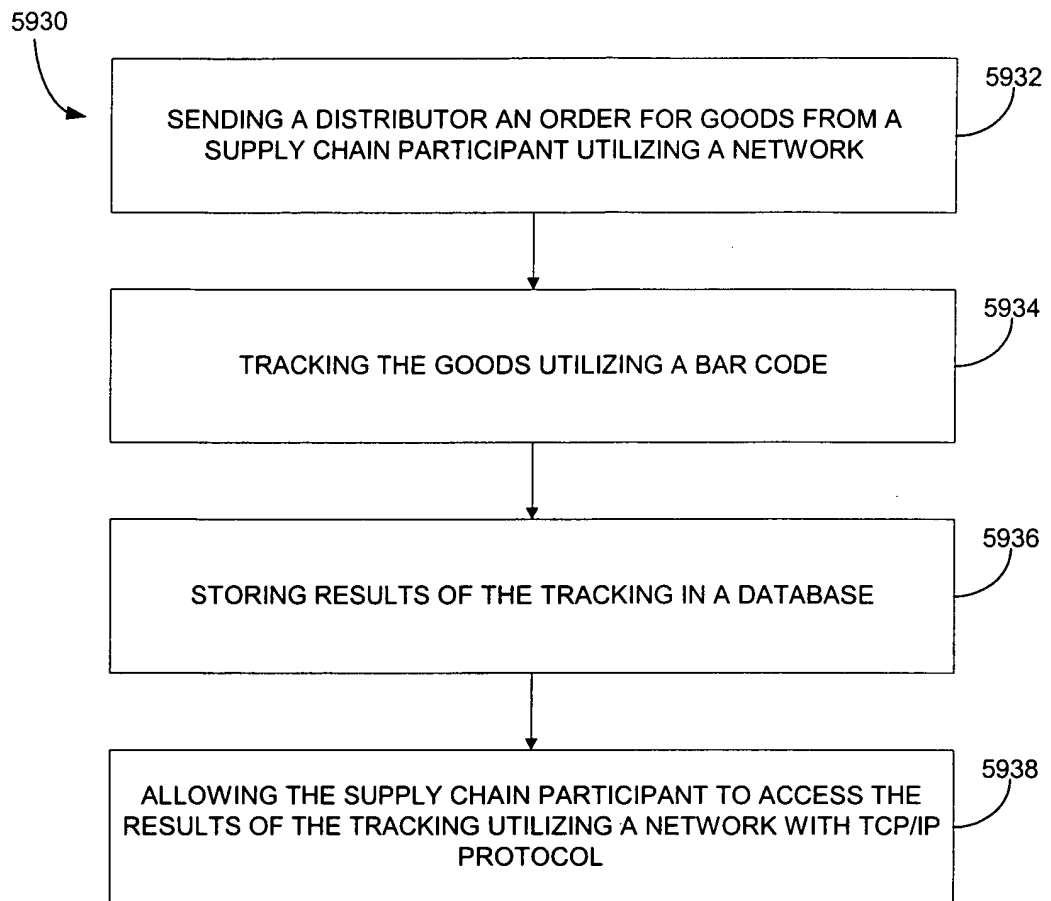 5930
5932
SENDING A DISTRIBUTOR AN ORDER FOR GOODS FROM A
SUPPLY CHAIN PARTICIPANT UTILIZING A NETWORK
5934
TRACKING THE GOODS UTILIZING A BAR CODE
5936
STORING RESULTS OF THE TRACKING IN A DATABASE
5938
ALLOWING THE SUPPLY CHAIN PARTICIPANT TO ACCESS THE
RESULTS OF THE TRACKING UTILIZING A NETWORK WITH TCP/IP
PROTOCOL